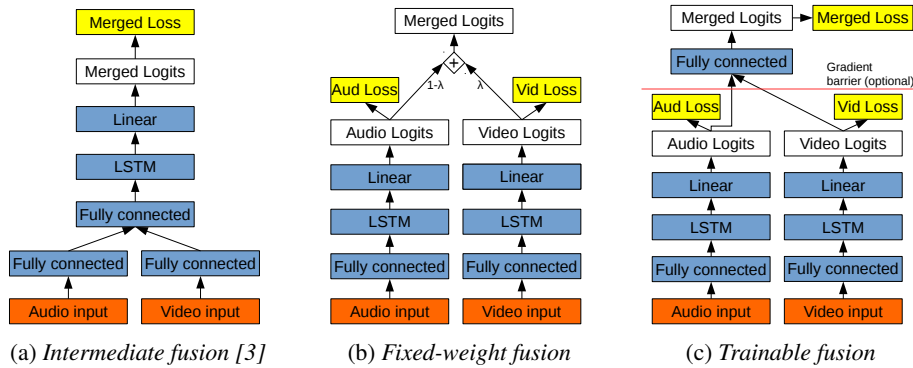 Merged Loss
Merged Logits
Linear
LSTM
Fully connected
Fully connected
Fully connected
Audio input
Video input
(a) Intermediate fusion [3]
Merged Logits
+
1-λ
λ
Aud Loss
Vid Loss
Audio Logits
Video Logits
Linear
Linear
LSTM
LSTM
Fully connected
Fully connected
Audio input
Video input
(b) Fixed-weight fusion
Merged Logits
Merged Loss
Fully connected
Gradient
barrier (optional)
Aud Loss
Vid Loss
Audio Logits
Video Logits
Linear
Linear
LSTM
LSTM
Fully connected
Fully connected
Audio input
Video input
(c) Trainable fusion